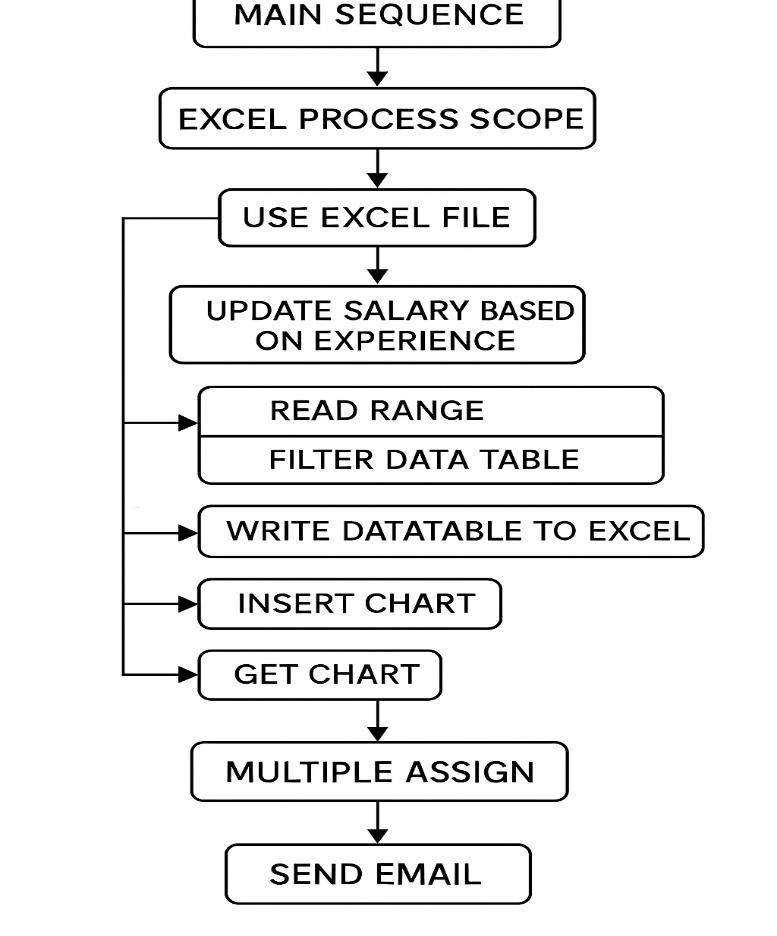 MAIN SEQUENCE
EXCEL PROCESS SCOPE
USE EXCEL FILE
UPDATE SALARY BASED
ON EXPERIENCE
READ RANGE
FILTER DATA TABLE
WRITE DATATABLE TO EXCEL
INSERT CHART
GET CHART
MULTIPLE ASSIGN
SEND EMAIL